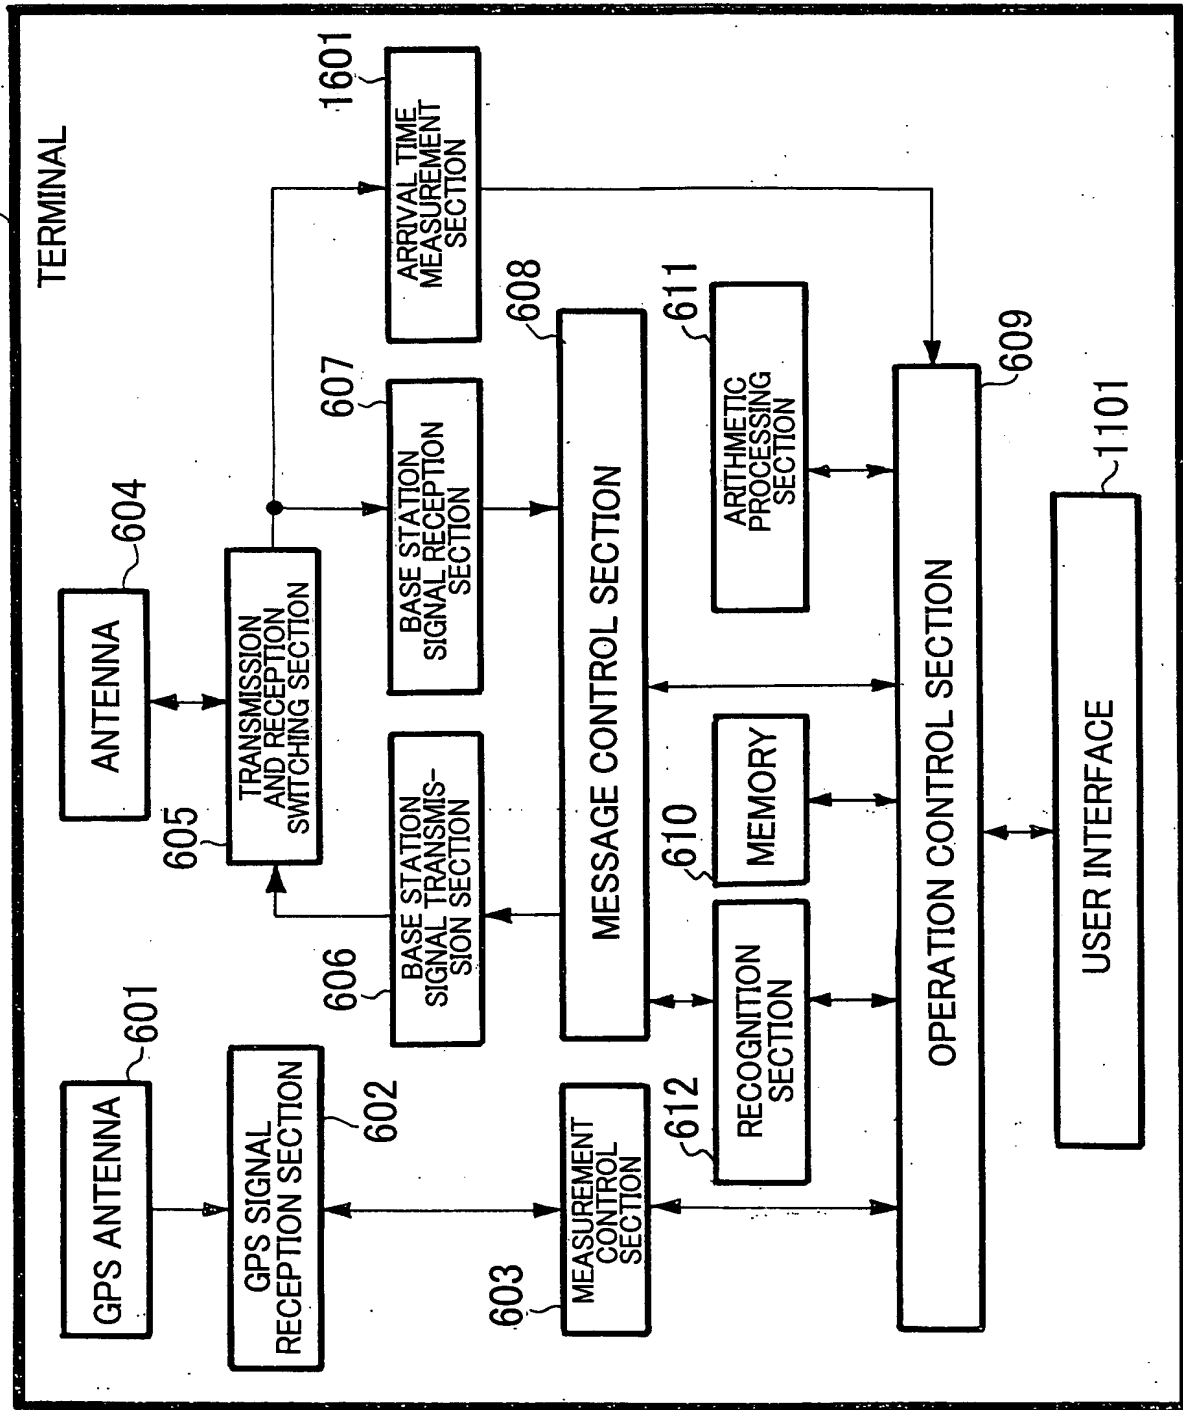 TERMINAL
GPS ANTENNA
601
GPS SIGNAL
RECEPTION SECTION
602
MEASUREMENT
CONTROL
SECTION
603
ANTENNA
604
TRANSMISSION
AND RECEPTION
SWITCHING SECTION
605
BASE STATION
SIGNAL TRANSMIS-
SION SECTION
606
BASE STATION
SIGNAL RECEPTION
SECTION
607
ARRIVAL TIME
MEASUREMENT
SECTION
1601
MESSAGE CONTROL SECTION
608
RECOGNITION
SECTION
612
MEMORY
610
ARITHMETIC
PROCESSING
SECTION
611
OPERATION CONTROL SECTION
609
USER INTERFACE
1101